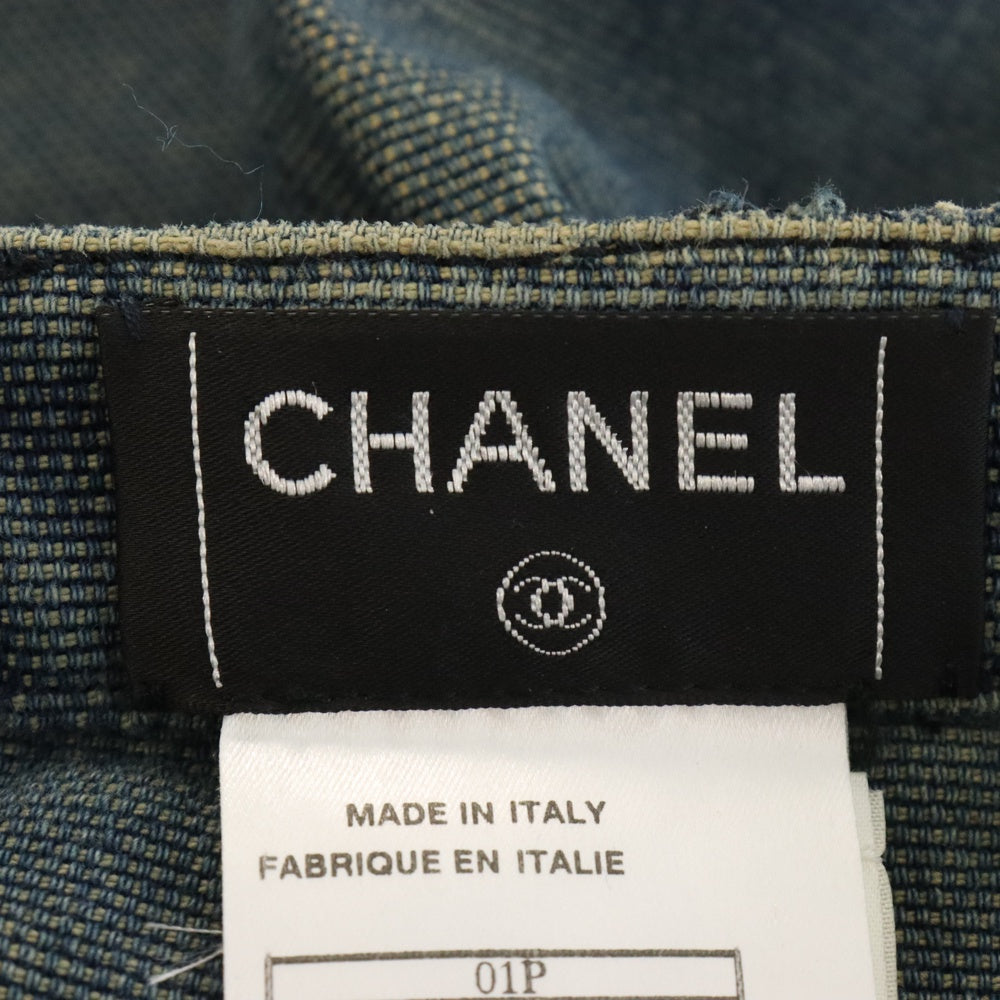 CHANEL
MADE IN ITALY
FABRIQUE EN ITALIE
01P